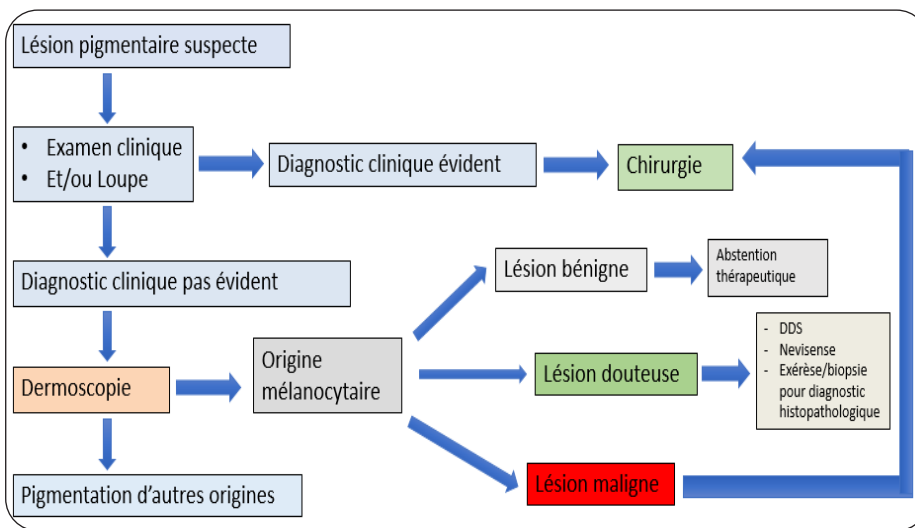 Lésion pigmentaire suspecte
• Examen clinique
• Et/ou Loupe
Diagnostic clinique évident
Chirurgie
Diagnostic clinique pas évident
Lésion bénigne
Abstention
thérapeutique
Dermoscopie
Origine
mélanocytaire
Lésion douteuse
- DDS
- Nevisense
- Exérèse/biopsie
pour diagnostic
histopathologique
Pigmentation d’autres origines
Lésion maligne